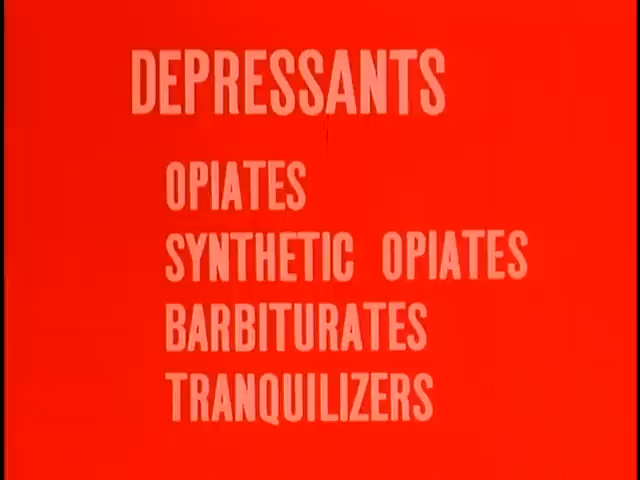 DEPRESSANTS
OPIATES
SYNTHETIC OPIATES
BARBITURATES
TRANQUILIZERS